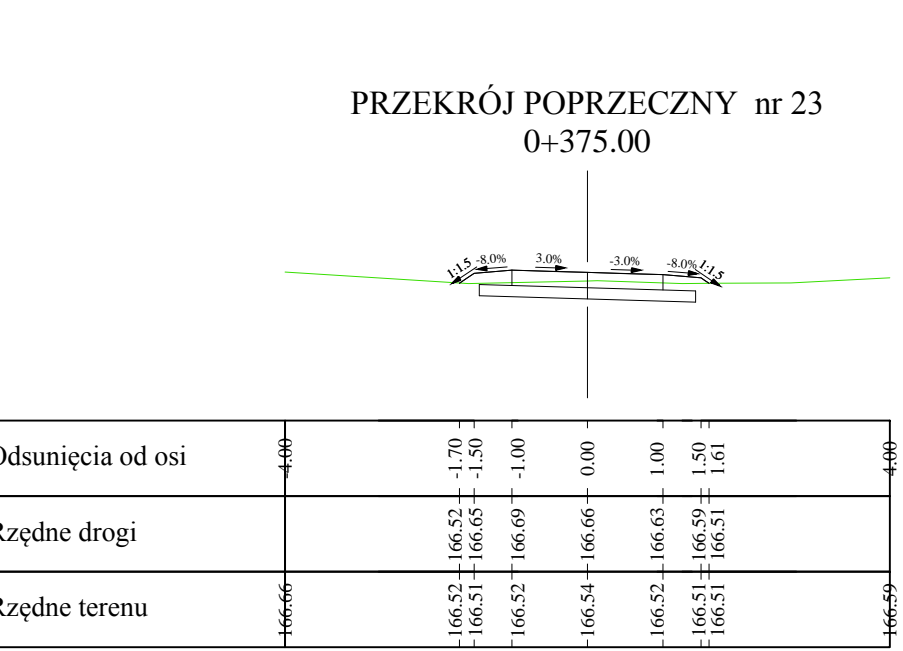 PRZEKRÓJ POPRZECZNY nr 23
0+375.00
1:1.5 -8.0% 3.0% -3.0% -8.0% 1:1.5
Odsunięcia od osi -4.00 -1.70 -1.50 -1.00 0.00 1.00 1.50 1.61 4.00
Rzędne drogi 166.52 166.65 166.69 166.66 166.63 166.59 166.51
Rzędne terenu 166.66 166.52 166.51 166.52 166.54 166.52 166.51 166.51 166.59